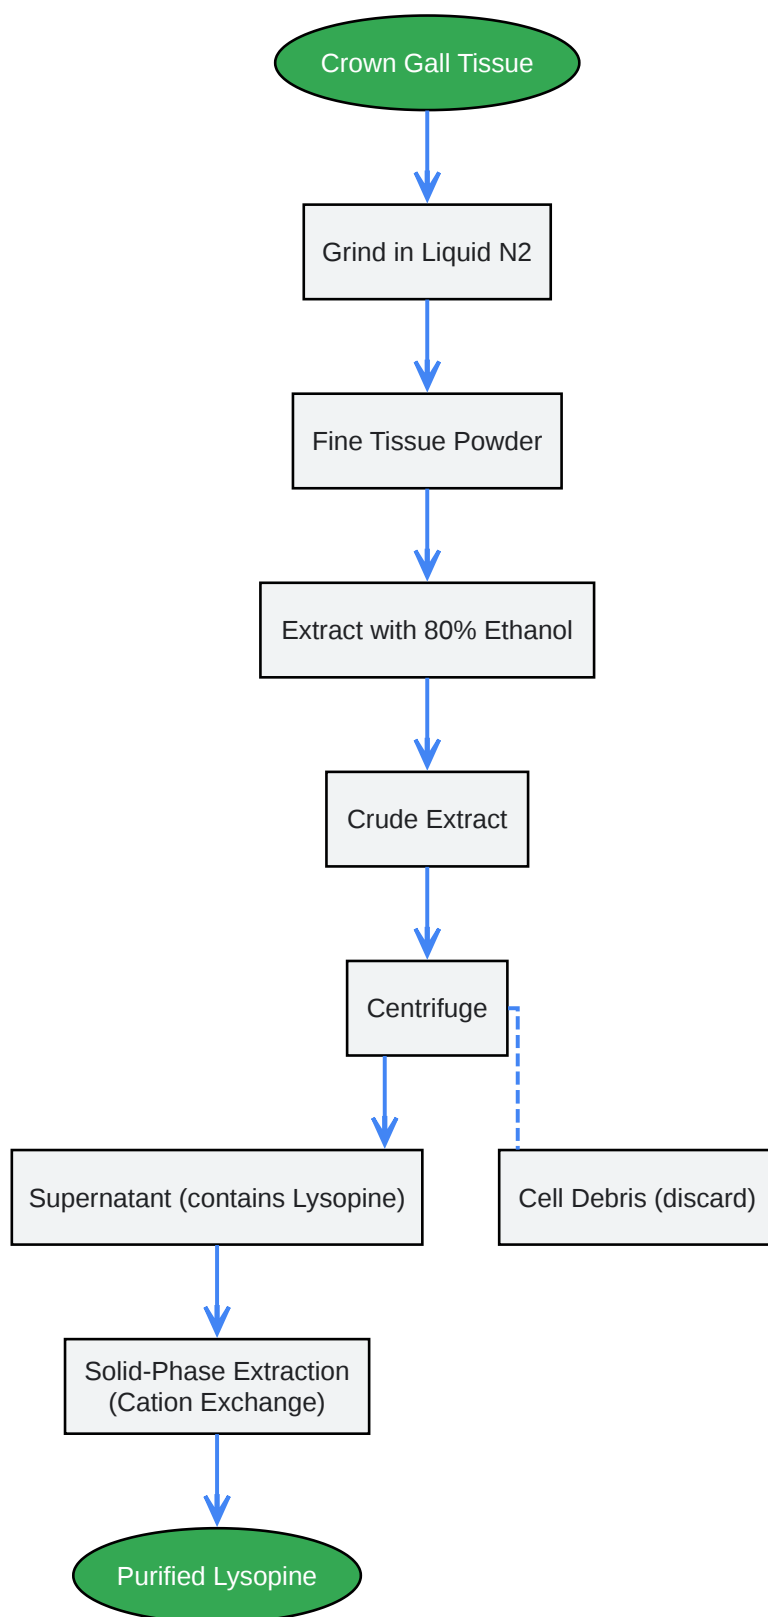 Crown Gall Tissue
Grind in Liquid N2
Fine Tissue Powder
Extract with 80% Ethanol
Crude Extract
Centrifuge
Supernatant (contains Lysopine)
Cell Debris (discard)
Solid-Phase Extraction
(Cation Exchange)
Purified Lysopine